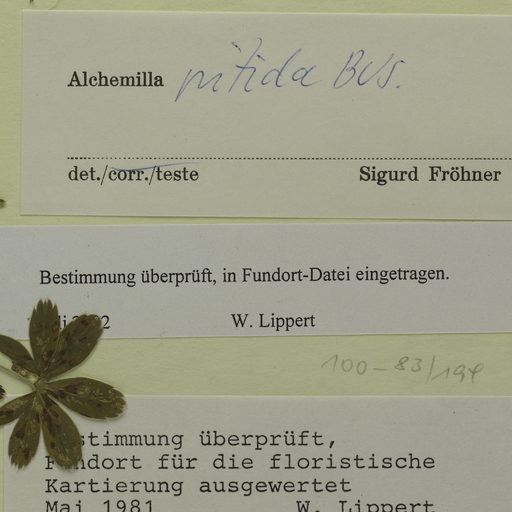 Alchemilla nitida BUS.
det./corr./teste Sigurd Fröhner
Bestimmung überprüft, in Fundort-Datei eingetragen.
W. Lippert
100-83/194
Bestimmung überprüft,
Fundort für die floristische
Kartierung ausgewertet
Mai 1981 W. Lippert